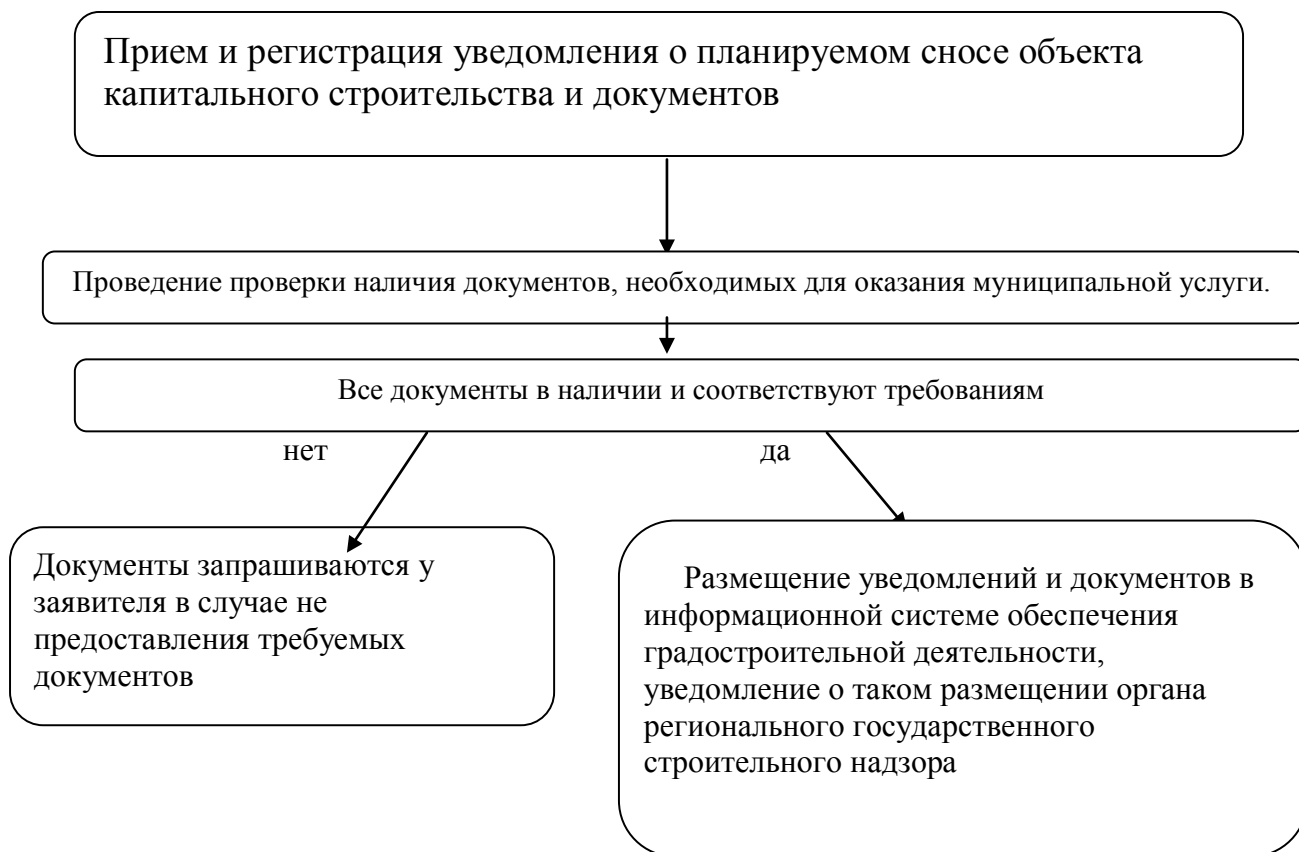 Прием и регистрация уведомления о планируемом сносе объекта
капитального строительства и документов
Проведение проверки наличия документов, необходимых для оказания муниципальной услуги.
Все документы в наличии и соответствуют требованиям
нет
да
Документы запрашиваются у
заявителя в случае не
предоставления требуемых
документов
Размещение уведомлений и документов в
информационной системе обеспечения
градостроительной деятельности,
уведомление о таком размещении органа
регионального государственного
строительного надзора